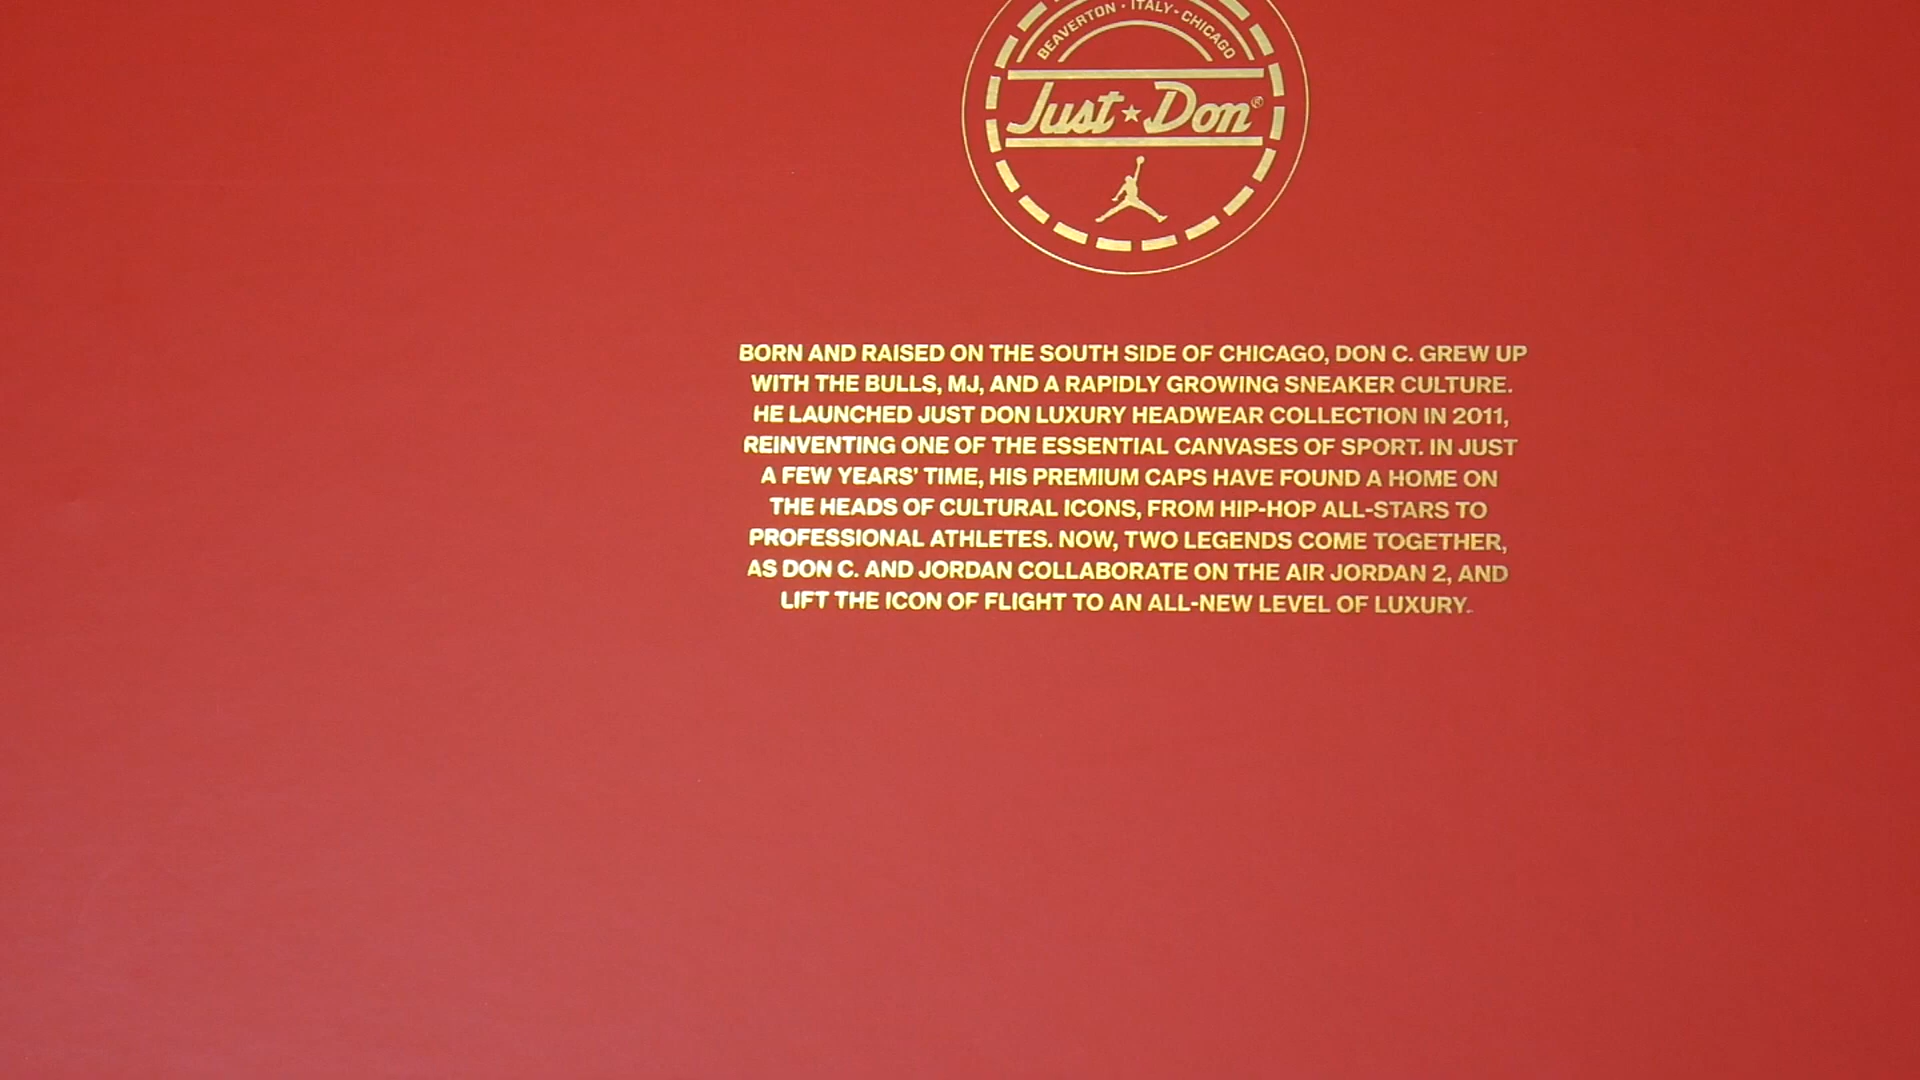 BEAVERTON · ITALY · CHICAGO
Just★Don®
BORN AND RAISED ON THE SOUTH SIDE OF CHICAGO, DON C. GREW UP
WITH THE BULLS, MJ, AND A RAPIDLY GROWING SNEAKER CULTURE.
HE LAUNCHED JUST DON LUXURY HEADWEAR COLLECTION IN 2011,
REINVENTING ONE OF THE ESSENTIAL CANVASES OF SPORT. IN JUST
A FEW YEARS’ TIME, HIS PREMIUM CAPS HAVE FOUND A HOME ON
THE HEADS OF CULTURAL ICONS, FROM HIP-HOP ALL-STARS TO
PROFESSIONAL ATHLETES. NOW, TWO LEGENDS COME TOGETHER,
AS DON C. AND JORDAN COLLABORATE ON THE AIR JORDAN 2, AND
LIFT THE ICON OF FLIGHT TO AN ALL-NEW LEVEL OF LUXURY.